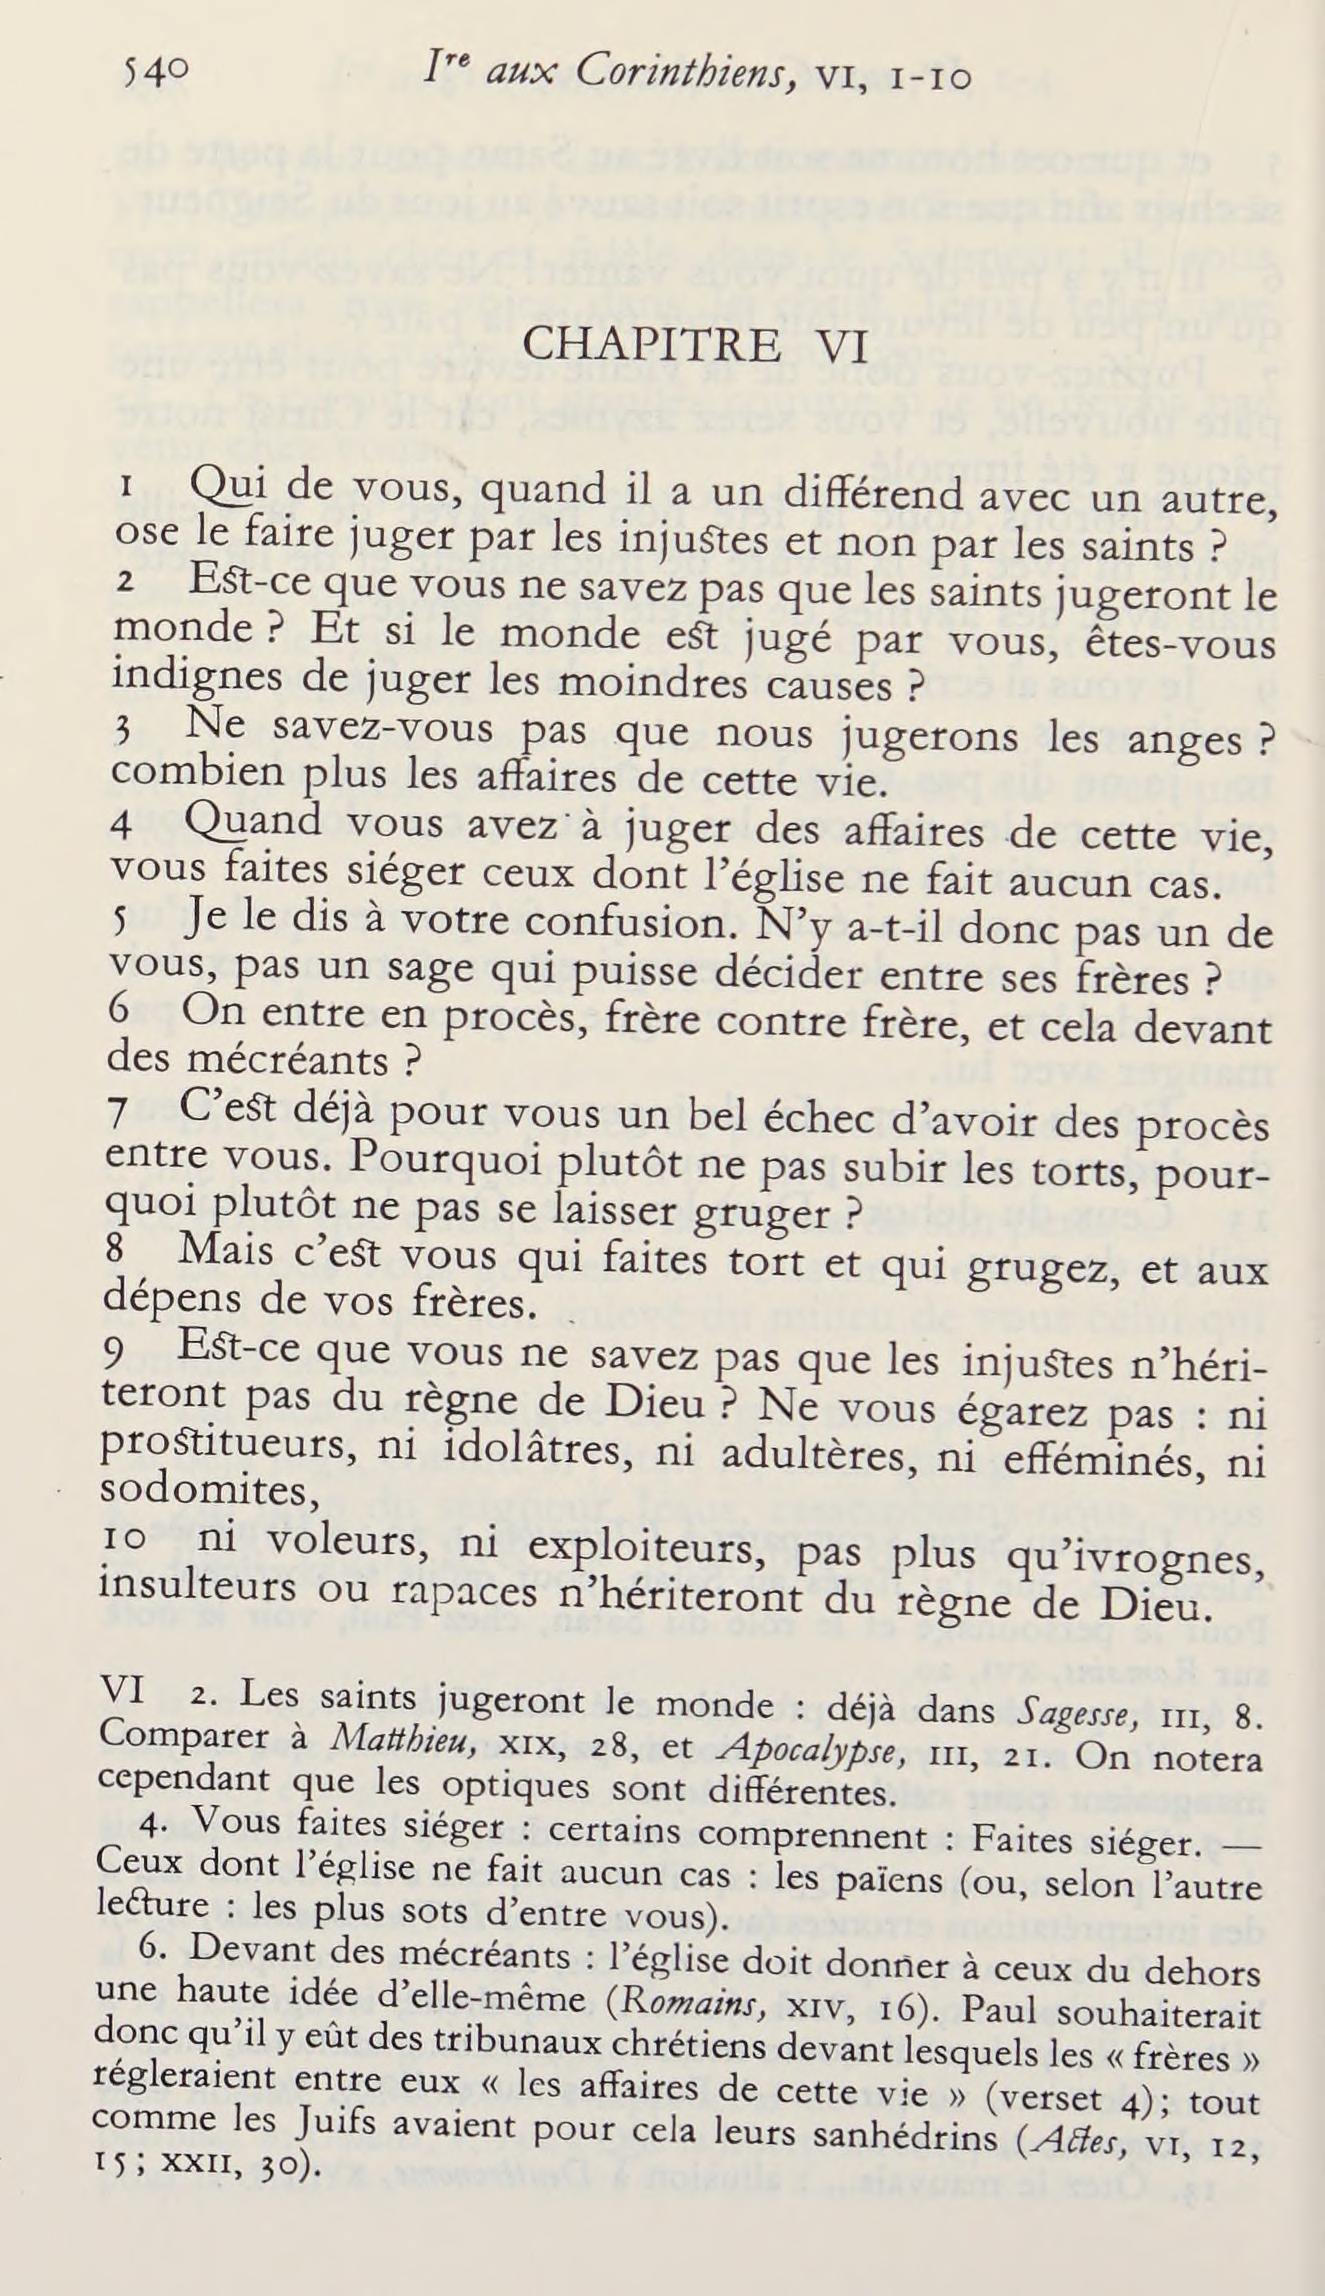 540 Iʳᵉ aux Corinthiens, VI, 1-10
CHAPITRE VI
1 Qui de vous, quand il a un différend avec un autre,
ose le faire juger par les injustes et non par les saints ?
2 Est-ce que vous ne savez pas que les saints jugeront le
monde ? Et si le monde est jugé par vous, êtes-vous
indignes de juger les moindres causes ?
3 Ne savez-vous pas que nous jugerons les anges ?
combien plus les affaires de cette vie.
4 Quand vous avez à juger des affaires de cette vie,
vous faites siéger ceux dont l’église ne fait aucun cas.
5 Je le dis à votre confusion. N’y a-t-il donc pas un de
vous, pas un sage qui puisse décider entre ses frères ?
6 On entre en procès, frère contre frère, et cela devant
des mécréants ?
7 C’est déjà pour vous un bel échec d’avoir des procès
entre vous. Pourquoi plutôt ne pas subir les torts, pour-
quoi plutôt ne pas se laisser gruger ?
8 Mais c’est vous qui faites tort et qui grugez, et aux
dépens de vos frères.
9 Est-ce que vous ne savez pas que les injustes n’héri-
teront pas du règne de Dieu ? Ne vous égarez pas : ni
prostitueurs, ni idolâtres, ni adultères, ni efféminés, ni
sodomites,
10 ni voleurs, ni exploiteurs, pas plus qu’ivrognes,
insulteurs ou rapaces n’hériteront du règne de Dieu.
VI 2. Les saints jugeront le monde : déjà dans Sagesse, III, 8.
Comparer à Matthieu, XIX, 28, et Apocalypse, III, 21. On notera
cependant que les optiques sont différentes.
4. Vous faites siéger : certains comprennent : Faites siéger. —
Ceux dont l’église ne fait aucun cas : les païens (ou, selon l’autre
lecture : les plus sots d’entre vous).
6. Devant des mécréants : l’église doit donner à ceux du dehors
une haute idée d’elle-même (Romains, XIV, 16). Paul souhaiterait
donc qu’il y eût des tribunaux chrétiens devant lesquels les « frères »
régleraient entre eux « les affaires de cette vie » (verset 4); tout
comme les Juifs avaient pour cela leurs sanhédrins (Actes, VI, 12,
15 ; XXII, 30).